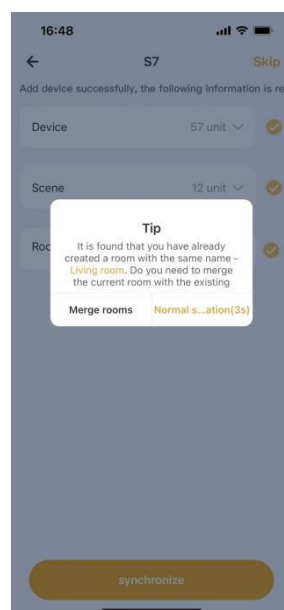 16:48
S7
Skip
Add device successfully, the following information is re
Device
57 unit
Scene
12 unit
Roo
Tip
It is found that you have already
created a room with the same name -
Living room. Do you need to merge
the current room with the existing
Merge rooms
Normal s...ation(3s)
synchronize